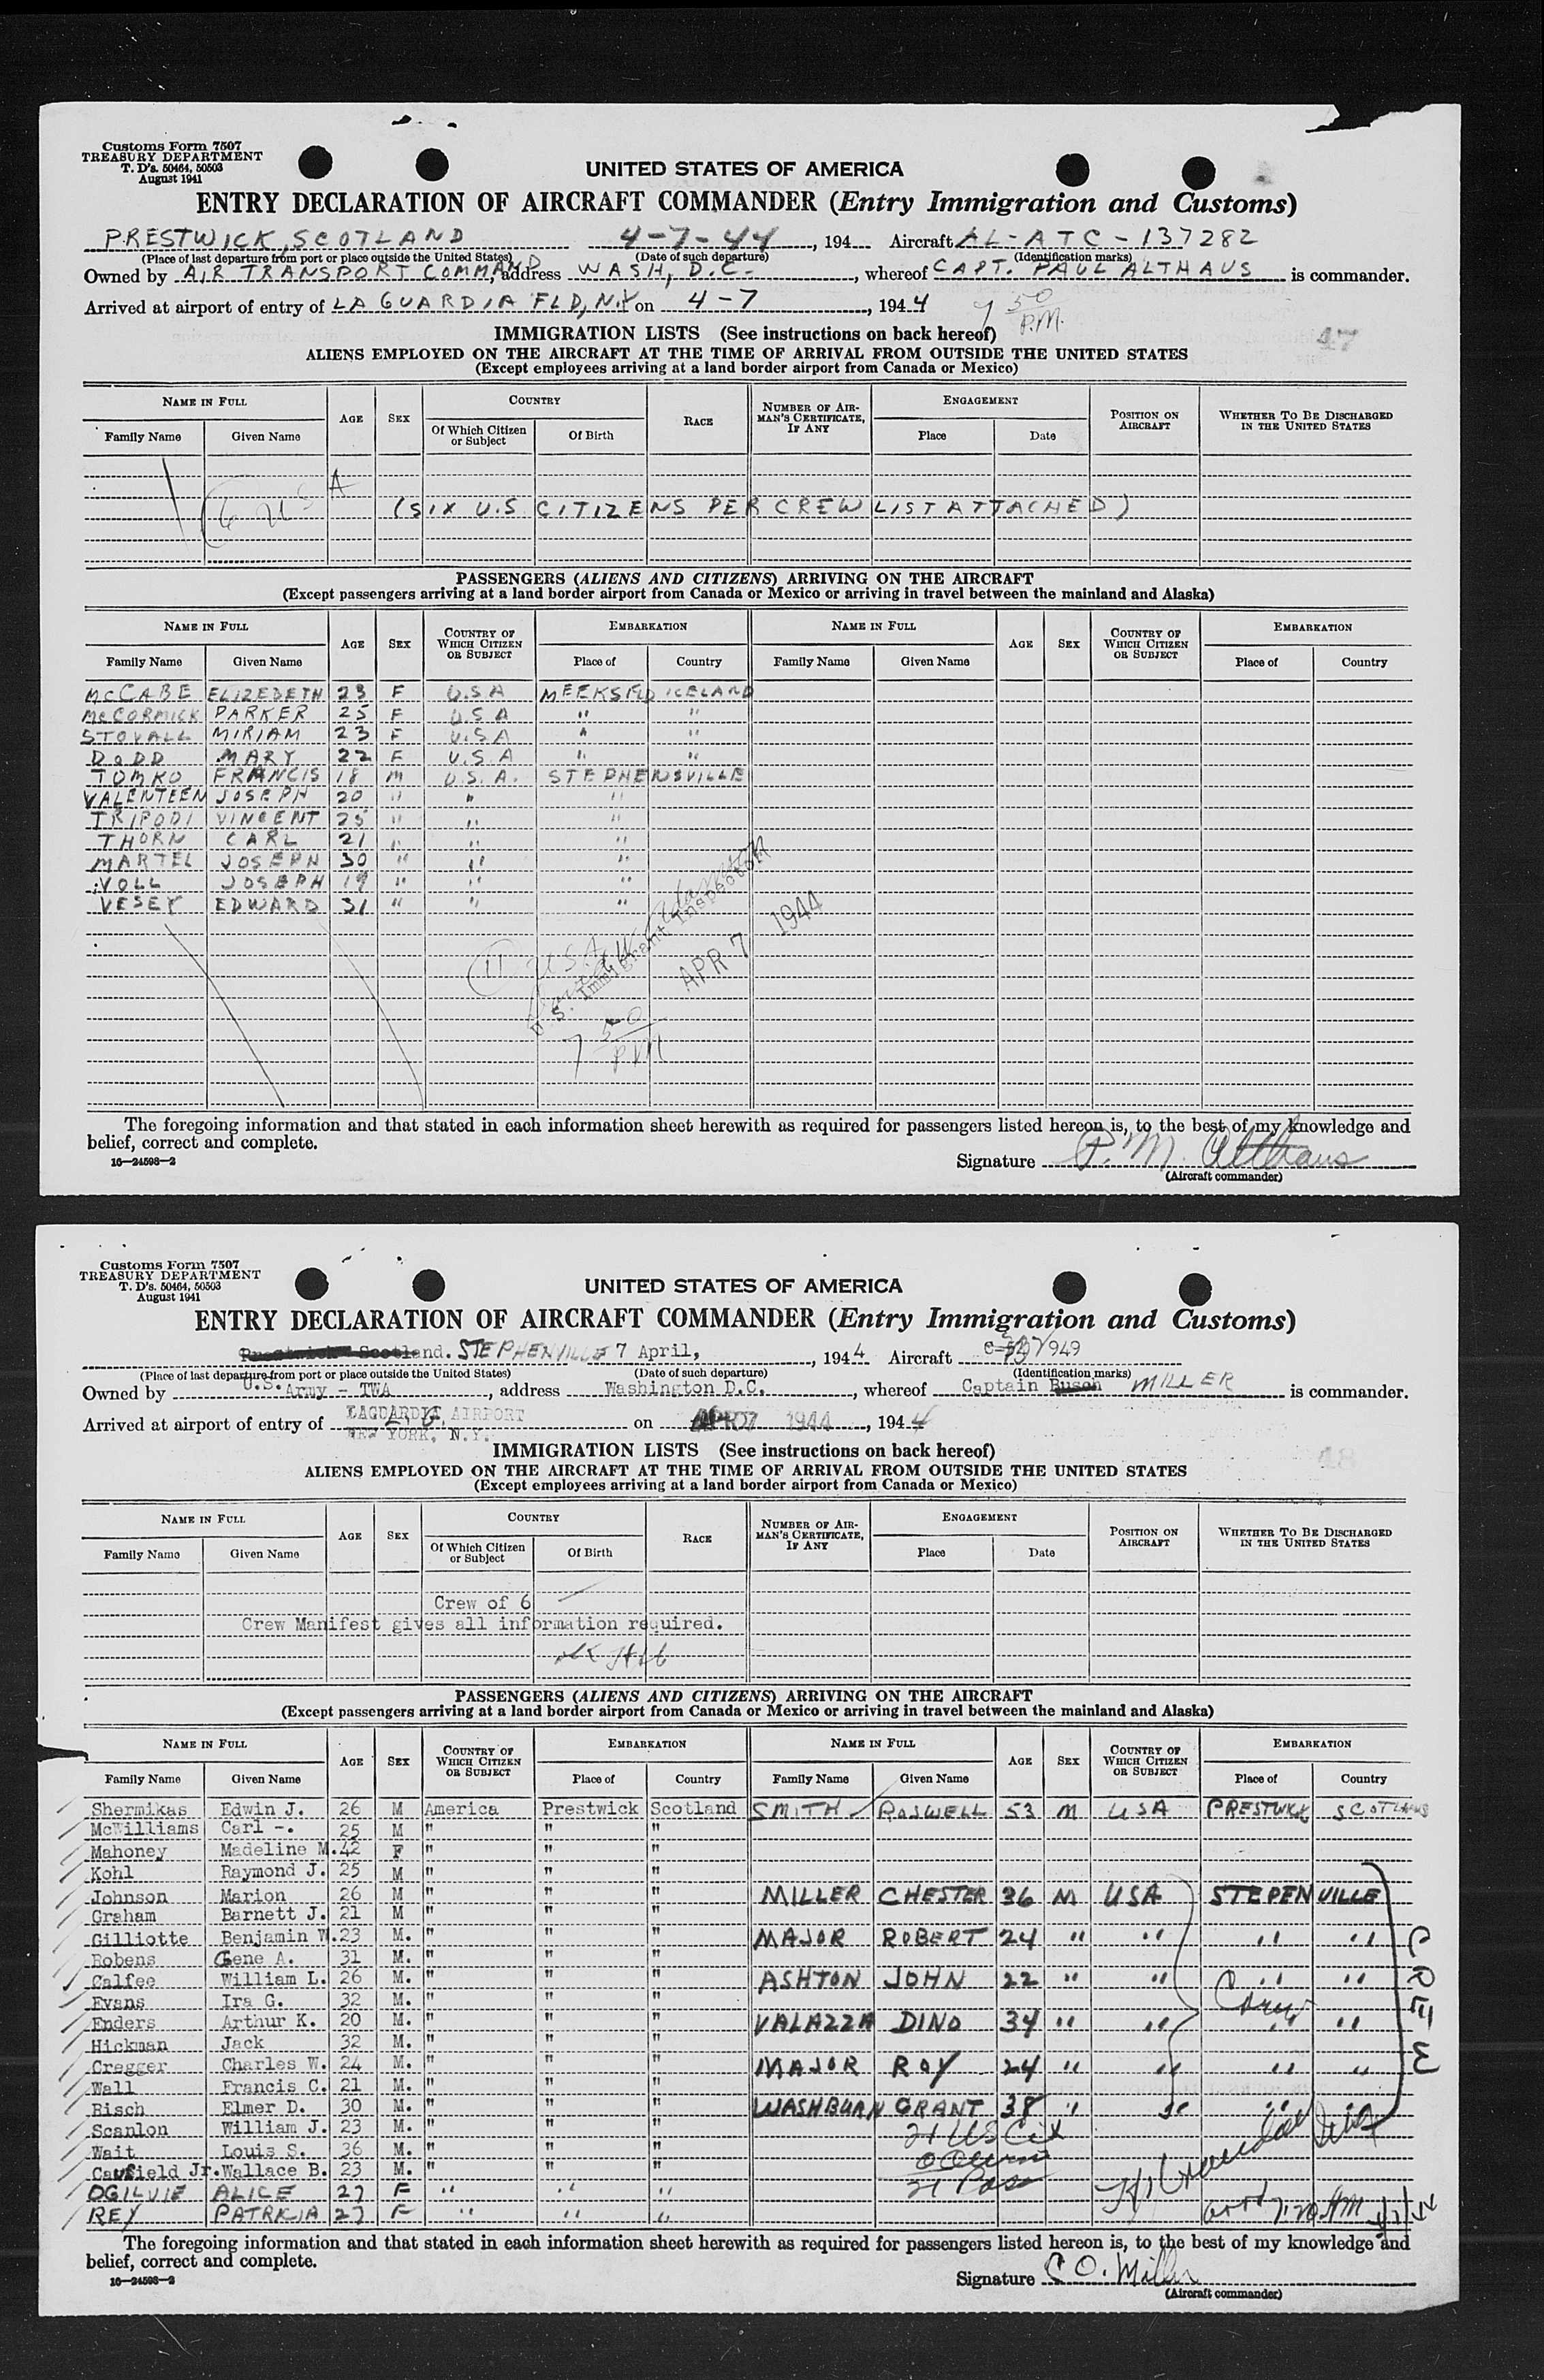 Customs Form 7507
TREASURY DEPARTMENT
T. D's. 50464, 50503
August 1941
UNITED STATES OF AMERICA
ENTRY DECLARATION OF AIRCRAFT COMMANDER (Entry Immigration and Customs)
PRESTWICK, SCOTLAND 4-7-44, 194 Aircraft AL-ATC-137282
(Place of last departure from port or place outside the United States) (Date of such departure) (Identification marks)
Owned by AIR TRANSPORT COMMAND, address WASH, D.C., whereof CAPT. PAUL ALTHAUS is commander.
Arrived at airport of entry of LA GUARDIA FLD, N.Y on 4-7, 1944 7 50 P.M.
IMMIGRATION LISTS (See instructions on back hereof)
47
ALIENS EMPLOYED ON THE AIRCRAFT AT THE TIME OF ARRIVAL FROM OUTSIDE THE UNITED STATES
(Except employees arriving at a land border airport from Canada or Mexico)
NAME IN FULL AGE SEX COUNTRY RACE NUMBER OF AIRMAN'S CERTIFICATE, IF ANY ENGAGEMENT POSITION ON AIRCRAFT WHETHER TO BE DISCHARGED IN THE UNITED STATES
Family Name Given Name Of Which Citizen or Subject Of Birth Place Date
6 USA
(SIX U.S CITIZENS PER CREW LIST ATTACHED)
PASSENGERS (ALIENS AND CITIZENS) ARRIVING ON THE AIRCRAFT
(Except passengers arriving at a land border airport from Canada or Mexico or arriving in travel between the mainland and Alaska)
NAME IN FULL AGE SEX COUNTRY OF WHICH CITIZEN OR SUBJECT EMBARKATION NAME IN FULL AGE SEX COUNTRY OF WHICH CITIZEN OR SUBJECT EMBARKATION
Family Name Given Name Place of Country Family Name Given Name Place of Country
McCABE ELIZEBETH 23 F U.S.A MEEKSFLD ICELAND
McCORMICK PARKER 25 F U.S A " "
STOVALL MIRIAM 23 F U.S.A " "
DODD MARY 22 F U.S.A " "
TOMKO FRANCIS 18 M U.S.A. STEPHENSVILLE
VALENTEEN JOSEPH 20 " " "
TRIPODI VINCENT 25 " " "
THORN CARL 21 " " "
MARTEL JOSEPH 30 " " "
VOLL JOSEPH 19 " " "
VESEY EDWARD 31 " " "
11 USA
U. S. Immigrant Inspector
APR 7 1944
7 50 PM
The foregoing information and that stated in each information sheet herewith as required for passengers listed hereon is, to the best of my knowledge and
belief, correct and complete.
16—24598-2
Signature P. M. Althaus
(Aircraft commander)
Customs Form 7507
TREASURY DEPARTMENT
T. D's. 50464, 50503
August 1941
UNITED STATES OF AMERICA
ENTRY DECLARATION OF AIRCRAFT COMMANDER (Entry Immigration and Customs)
Prestwick Scotland. STEPHENVILLE 7 April, 1944 Aircraft 949
(Place of last departure from port or place outside the United States) (Date of such departure) (Identification marks)
Owned by U.S. Army - TWA, address Washington D.C., whereof Captain Busch MILLER is commander.
Arrived at airport of entry of LAGUARDIA AIRPORT NEW YORK, N.Y. on 1944, 1944
IMMIGRATION LISTS (See instructions on back hereof)
48
ALIENS EMPLOYED ON THE AIRCRAFT AT THE TIME OF ARRIVAL FROM OUTSIDE THE UNITED STATES
(Except employees arriving at a land border airport from Canada or Mexico)
NAME IN FULL AGE SEX COUNTRY RACE NUMBER OF AIRMAN'S CERTIFICATE, IF ANY ENGAGEMENT POSITION ON AIRCRAFT WHETHER TO BE DISCHARGED IN THE UNITED STATES
Family Name Given Name Of Which Citizen or Subject Of Birth Place Date
Crew of 6
Crew Manifest gives all information required.
PASSENGERS (ALIENS AND CITIZENS) ARRIVING ON THE AIRCRAFT
(Except passengers arriving at a land border airport from Canada or Mexico or arriving in travel between the mainland and Alaska)
NAME IN FULL AGE SEX COUNTRY OF WHICH CITIZEN OR SUBJECT EMBARKATION NAME IN FULL AGE SEX COUNTRY OF WHICH CITIZEN OR SUBJECT EMBARKATION
Family Name Given Name Place of Country Family Name Given Name Place of Country
Shermikas Edwin J. 26 M America Prestwick Scotland SMITH ROSWELL 53 M USA PRESTWICK SCOTLAND
McWilliams Carl -. 25 M " " "
Mahoney Madeline M. 42 F " " "
Kohl Raymond J. 25 M " " "
Johnson Marion 26 M " " " MILLER CHESTER 36 M USA STEPENVILLE
Graham Barnett J. 21 M " " "
Gilliotte Benjamin W. 23 M. " " " MAJOR ROBERT 24 " " " "
Robens Gene A. 31 M. " " "
Calfee William L. 26 M. " " " ASHTON JOHN 22 " " " "
Evans Ira G. 32 M. " " " Crew
Enders Arthur K. 20 M. " " " VALAZZA DINO 34 " " " "
Hickman Jack 32 M. " " "
Cregger Charles W. 24 M. " " " MAJOR ROY 24 " " " "
Wall Francis C. 21 M. " " "
Risch Elmer D. 30 M. " " " WASHBURN GRANT 38 " " " "
Scanlon William J. 23 M. " " " 21 US Cit
Wait Louis S. 36 M. " " "
Caufield Jr. Wallace B. 23 M. " " " 21 Pass
OGILVIE ALICE 27 F " " "
REY PATRICIA 27 F " " "
CREW
The foregoing information and that stated in each information sheet herewith as required for passengers listed hereon is, to the best of my knowledge and
belief, correct and complete.
16—24598-2
Signature C O. Miller
(Aircraft commander)